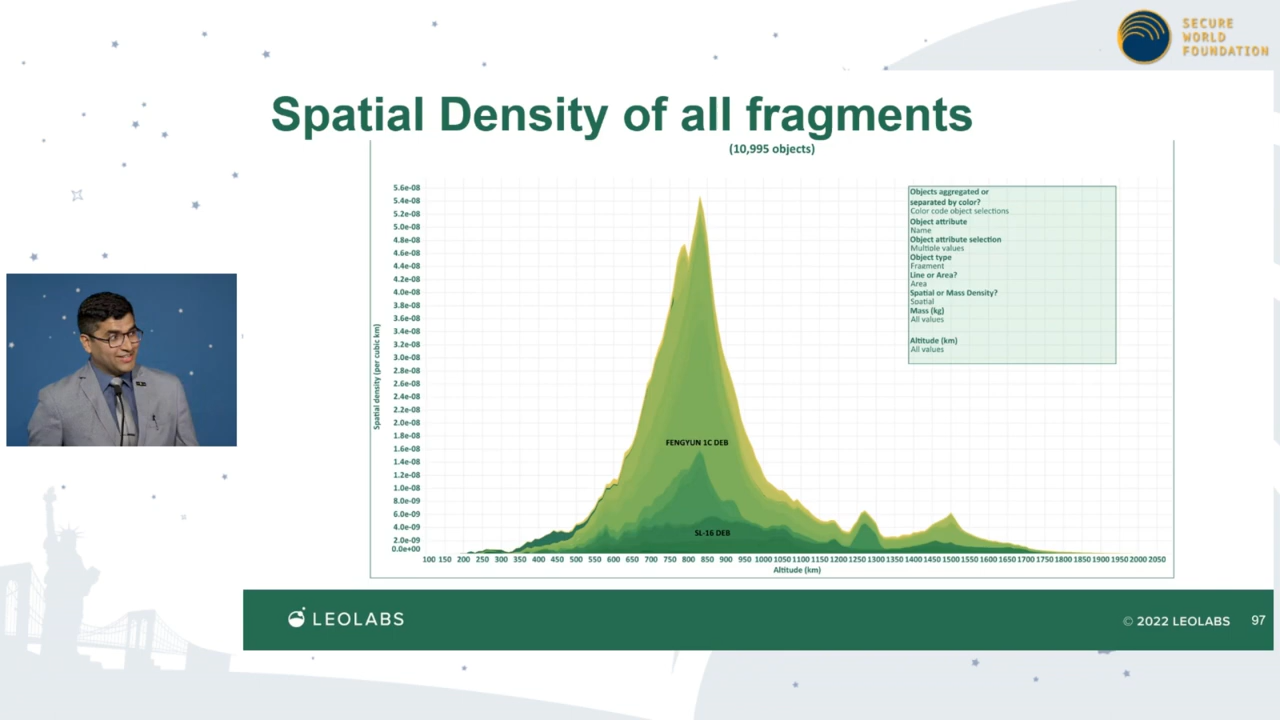 SECURE
WORLD
FOUNDATION
Spatial Density of all fragments
(10,995 objects)
5.6e-08
5.4e-08
5.2e-08
5.0e-08
4.8e-08
4.6e-08
4.4e-08
4.2e-08
4.0e-08
3.8e-08
3.6e-08
3.4e-08
3.2e-08
3.0e-08
2.8e-08
2.6e-08
2.4e-08
2.2e-08
2.0e-08
1.8e-08
1.6e-08
1.4e-08
1.2e-08
1.0e-08
8.0e-09
6.0e-09
4.0e-09
2.0e-09
0.0e+00
Spatial density (per cubic km)
Objects aggregated or
separated by color?
Color code object selections
Object attribute
Name
Object attribute selection
Multiple values
Object type
Fragment
Line or Area?
Area
Spatial or Mass Density?
Spatial
Mass (kg)
All values
Altitude (km)
All values
FENGYUN 1C DEB
SL-16 DEB
100 150 200 250 300 350 400 450 500 550 600 650 700 750 800 850 900 950 1000 1050 1100 1150 1200 1250 1300 1350 1400 1450 1500 1550 1600 1650 1700 1750 1800 1850 1900 1950 2000 2050
Altitude (km)
LEOLABS
© 2022 LEOLABS 97